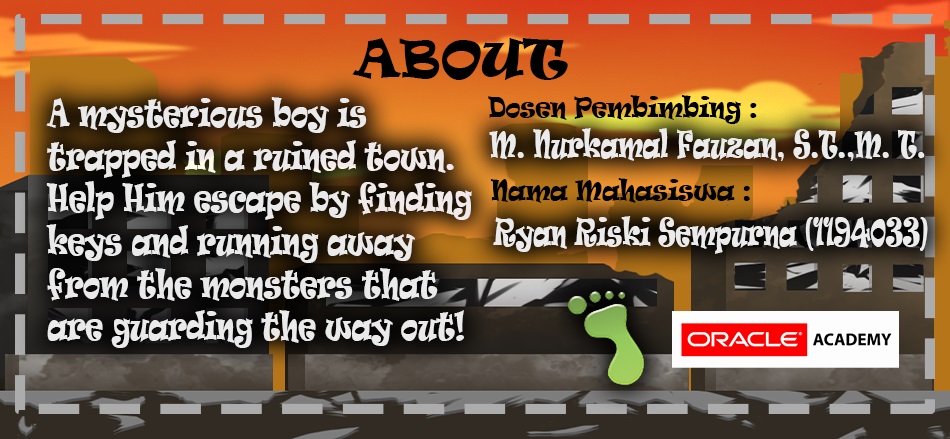 ABOUT
A mysterious boy is
trapped in a ruined town.
Help Him escape by finding
keys and running away
from the monsters that
are guarding the way out!
Dosen Pembimbing :
M. Nurkamal Fauzan, S.T.,M. T.
Nama Mahasiswa :
Ryan Riski Sempurna (1194033)
ORACLE® ACADEMY